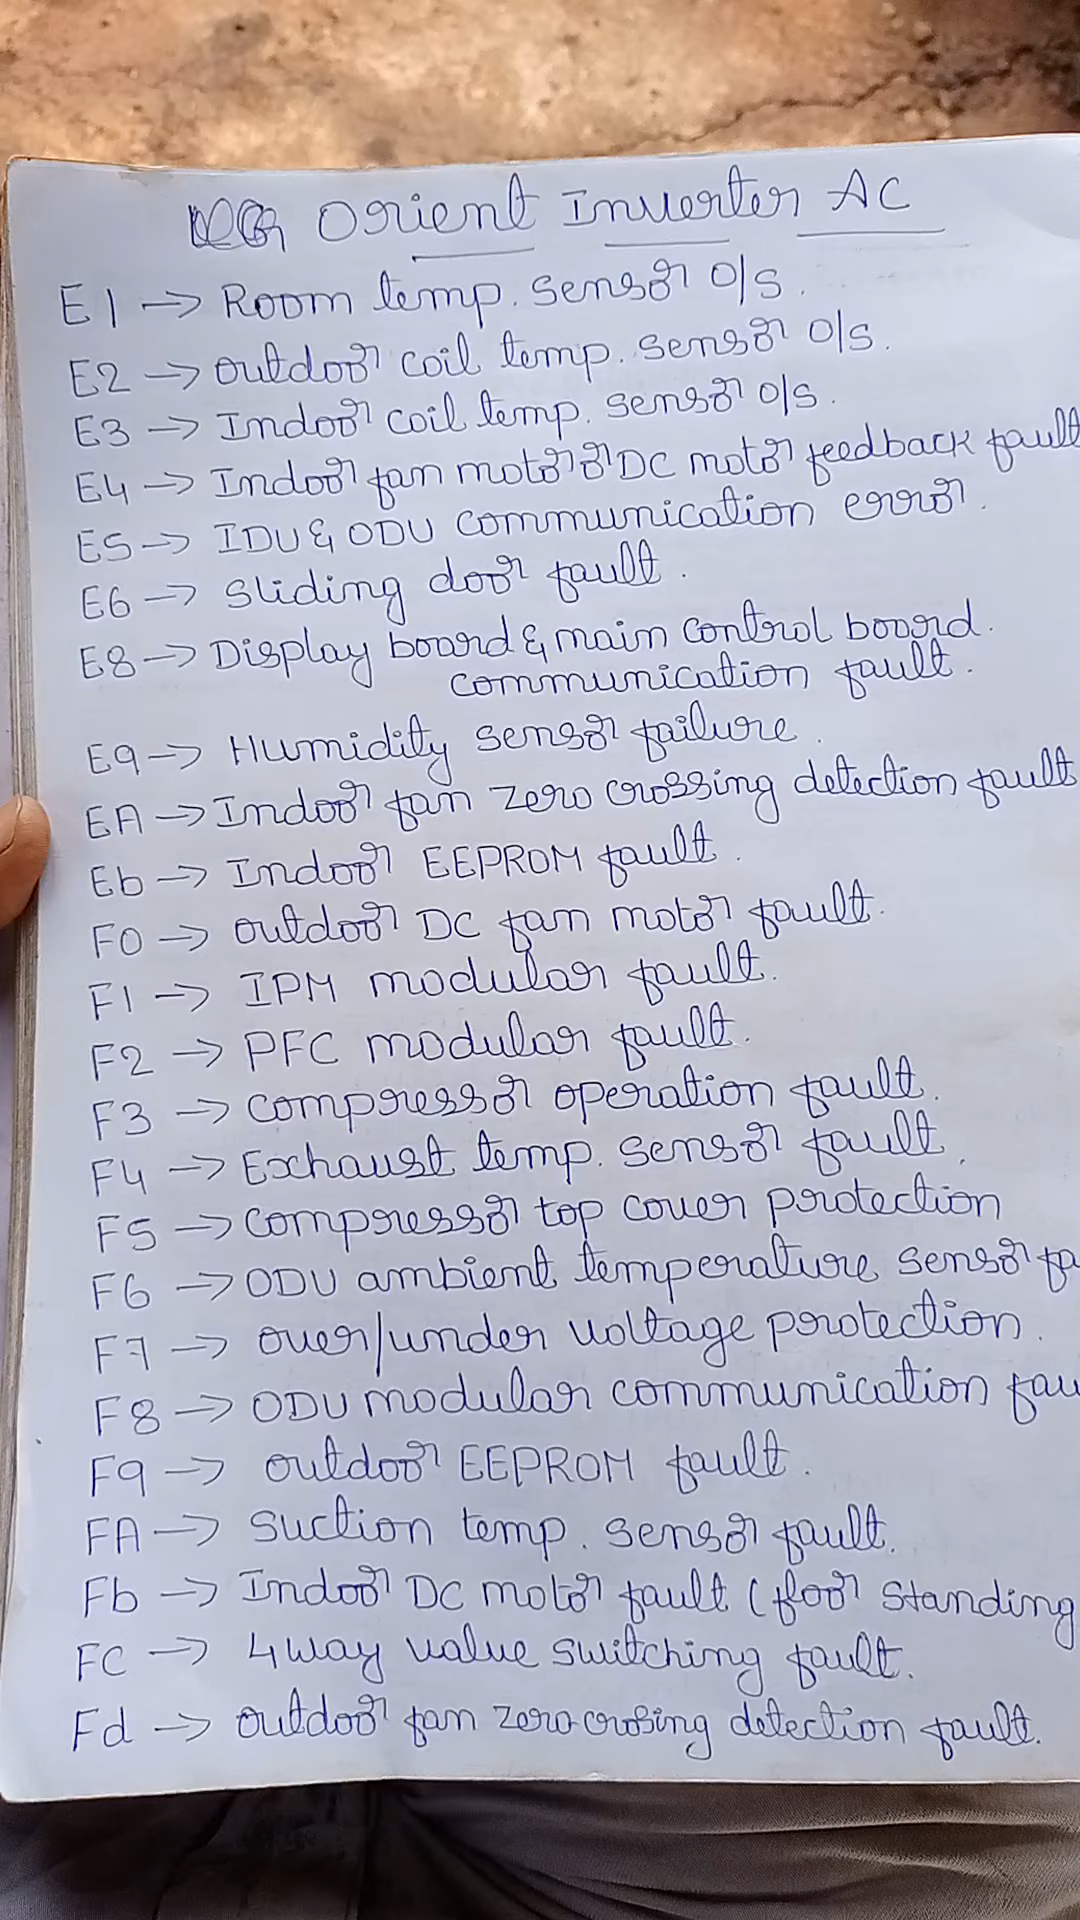 Orient Inverter AC
E1 → Room temp. sensor o/s.
E2 → outdoor coil temp. sensor o/s.
E3 → Indoor coil temp. sensor o/s.
E4 → Indoor fan motor DC motor feedback fault
E5 → IDU & ODU communication error.
E6 → Sliding door fault.
E8 → Display board & main control board.
communication fault.
E9 → Humidity sensor failure.
EA → Indoor fan zero crossing detection fault
Eb → Indoor EEPROM fault.
F0 → outdoor DC fan motor fault.
F1 → IPM modular fault.
F2 → PFC modular fault.
F3 → compressor operation fault.
F4 → Exhaust temp. sensor fault.
F5 → compressor top cover protection
F6 → ODU ambient temperature sensor fa
F7 → over/under voltage protection.
F8 → ODU modular communication fau
F9 → outdoor EEPROM fault.
FA → suction temp. sensor fault.
Fb → Indoor DC motor fault (floor standing
FC → 4 way value switching fault.
Fd → outdoor fan zero crosing detection fault.